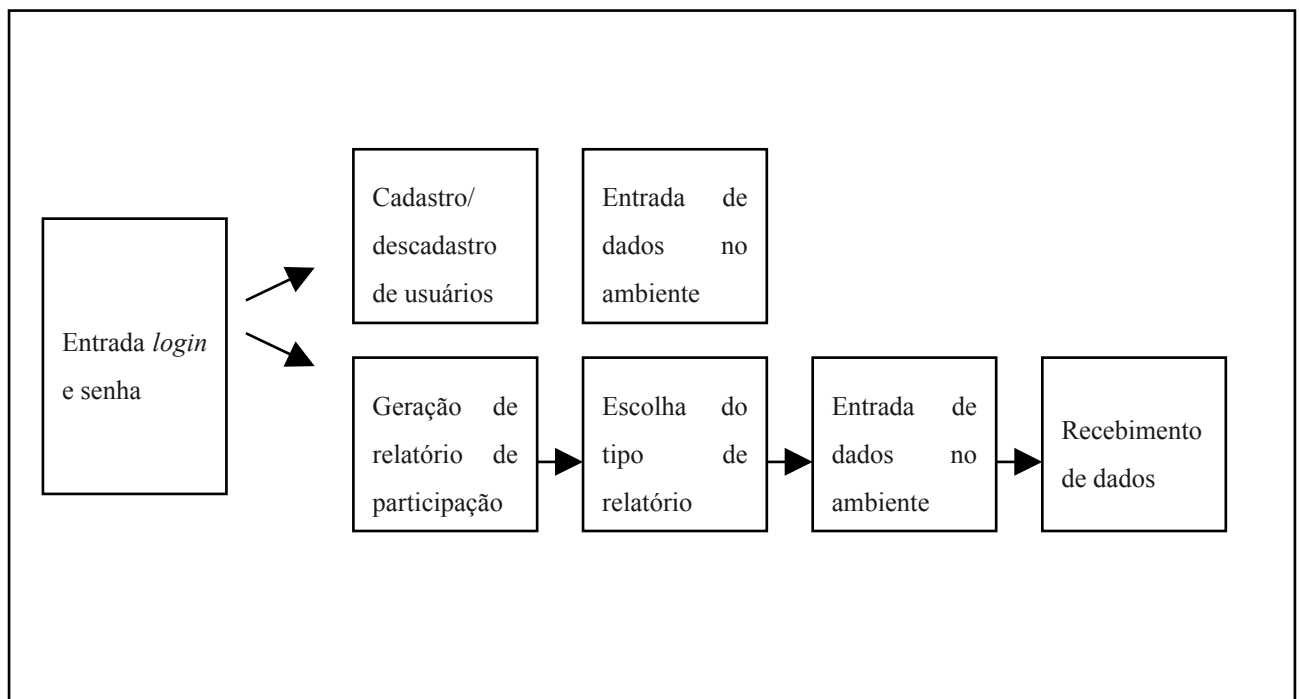 Entrada login
e senha
Cadastro/
descadastro
de usuários
Entrada de
dados no
ambiente
Geração de
relatório de
participação
Escolha do
tipo de
relatório
Entrada de
dados no
ambiente
Recebimento
de dados